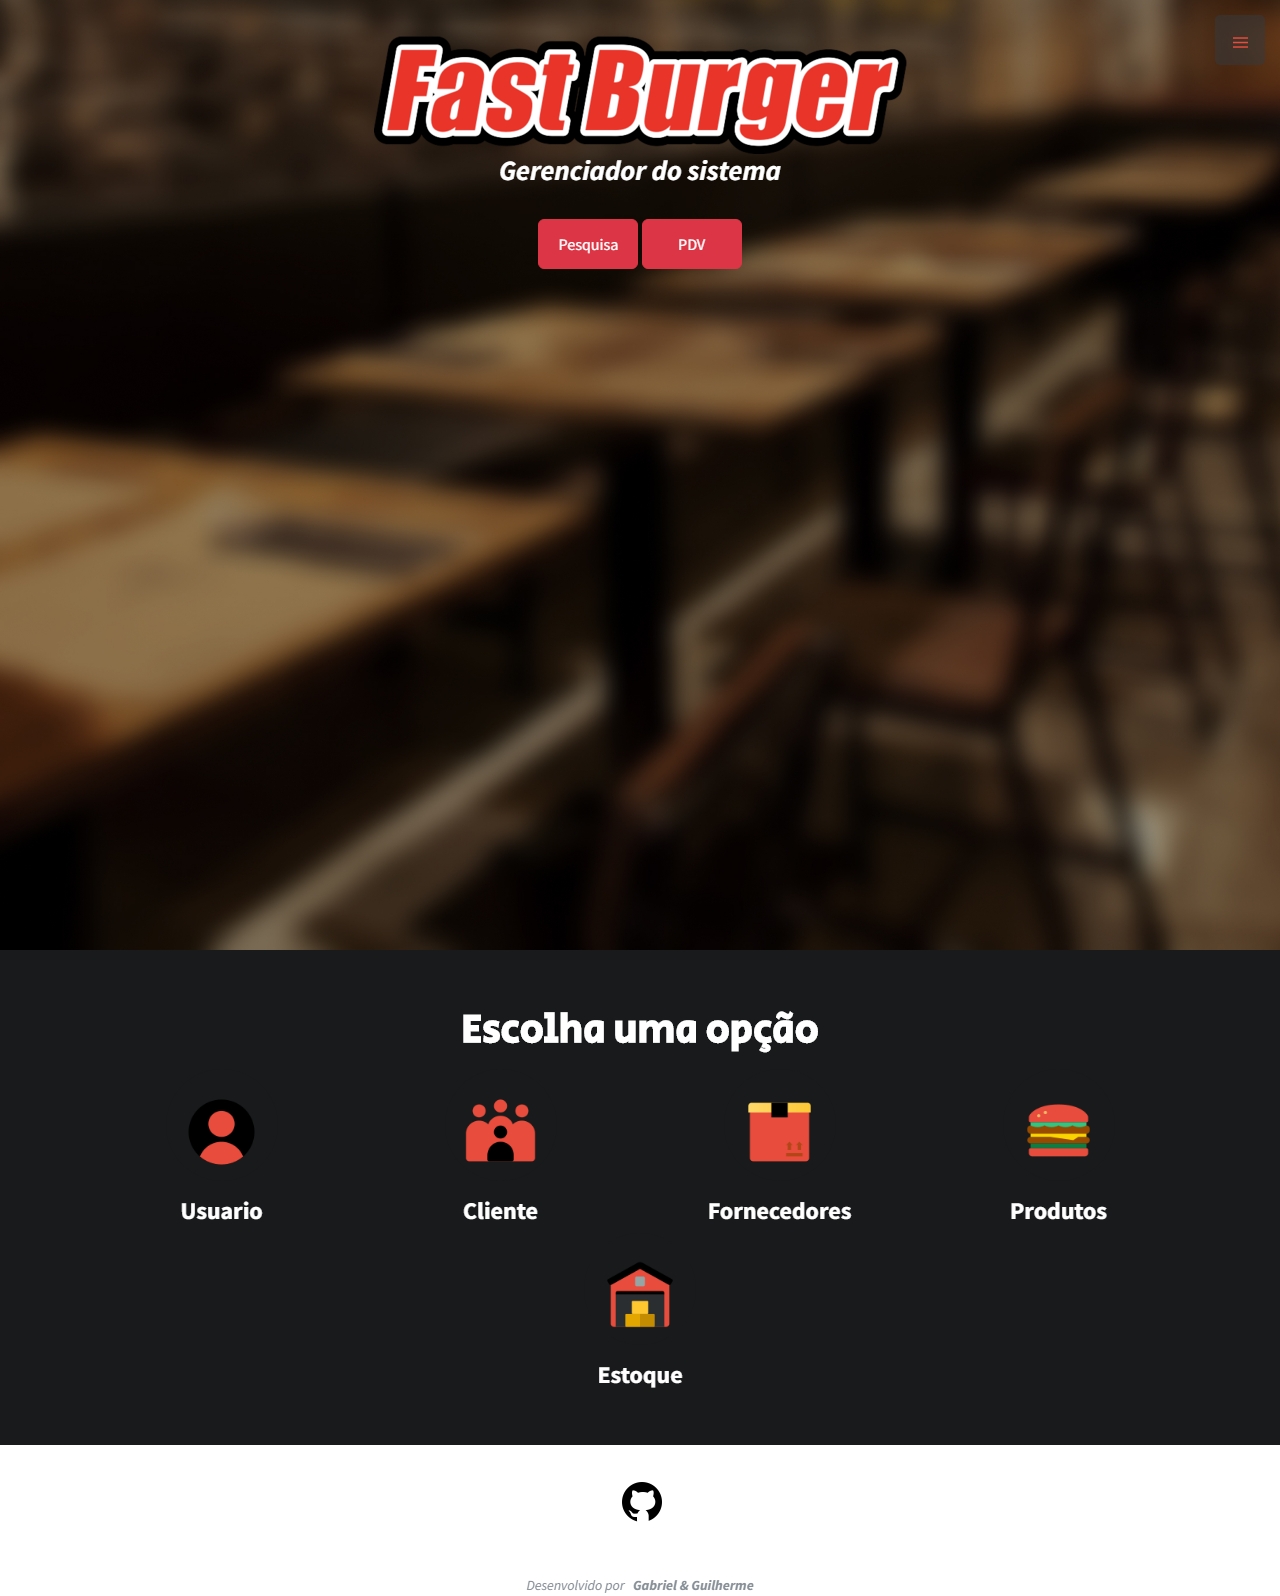 Fast Burger
Gerenciador do sistema
Pesquisa
PDV
Escolha uma opção
Usuario
Cliente
Fornecedores
Produtos
Estoque
Desenvolvido por Gabriel & Guilherme